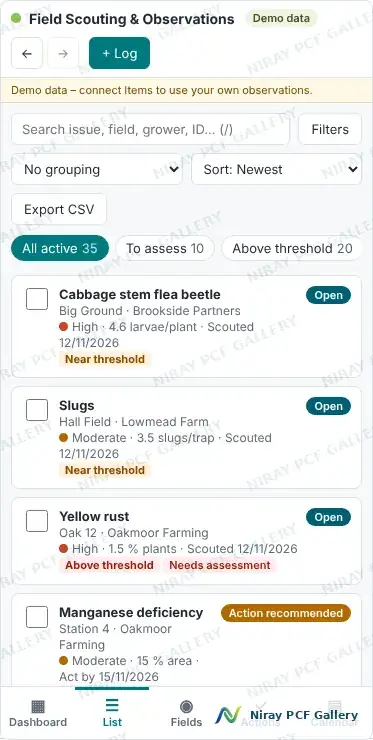 Field Scouting & Observations Demo data
← → + Log
Demo data – connect Items to use your own observations.
Search issue, field, grower, ID... (/) Filters
No grouping Sort: Newest
Export CSV
All active 35 To assess 10 Above threshold 20
Cabbage stem flea beetle Open
Big Ground · Brookside Partners
High · 4.6 larvae/plant · Scouted
12/11/2026
Near threshold
Slugs Open
Hall Field · Lowmead Farm
Moderate · 3.5 slugs/trap · Scouted
12/11/2026
Near threshold
Yellow rust Open
Oak 12 · Oakmoor Farming
High · 1.5 % plants · Scouted 12/11/2026
Above threshold Needs assessment
Manganese deficiency Action recommended
Station 4 · Oakmoor
Farming
Moderate · 15 % area ·
Act by 15/11/2026
Dashboard List Fields Actions Calendar
Niray PCF Gallery
NIRAY PCF GALLERY